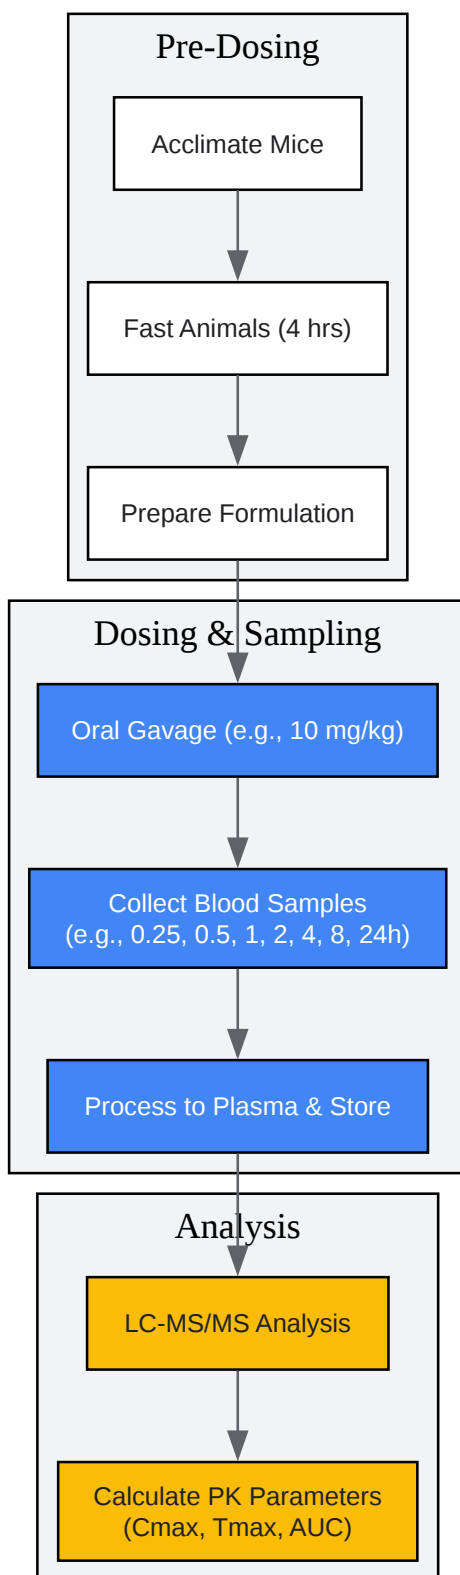 Pre-Dosing
Acclimate Mice
Fast Animals (4 hrs)
Prepare Formulation
Dosing & Sampling
Oral Gavage (e.g., 10 mg/kg)
Collect Blood Samples
(e.g., 0.25, 0.5, 1, 2, 4, 8, 24h)
Process to Plasma & Store
Analysis
LC-MS/MS Analysis
Calculate PK Parameters
(Cmax, Tmax, AUC)